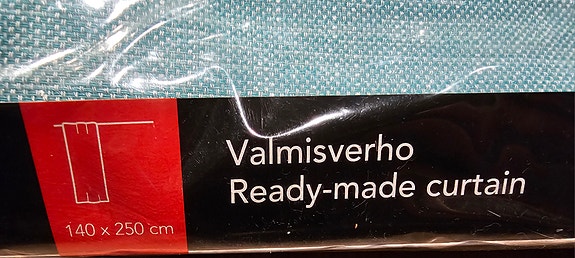 Valmisverho
Ready-made curtain
140 x 250 cm